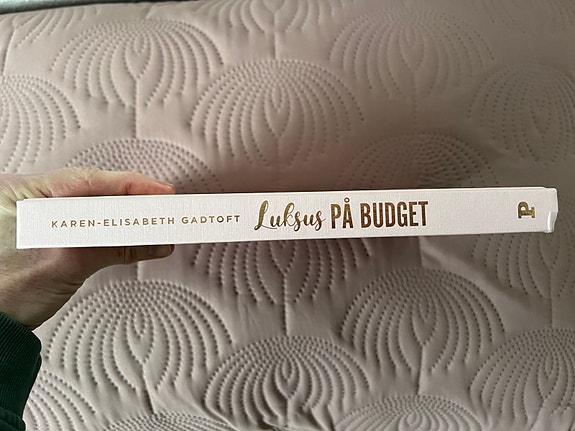 KAREN-ELISABETH GADTOFT Luksus PÅ BUDGET P